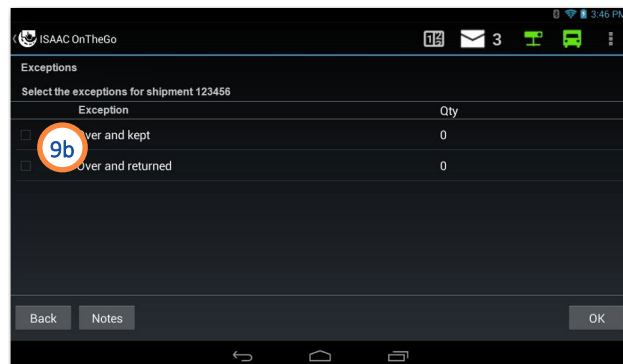 3:46 PM
ISAAC OnTheGo 3
Exceptions
Select the exceptions for shipment 123456
Exception Qty
Over and kept 0
9b
Over and returned 0
Back Notes OK